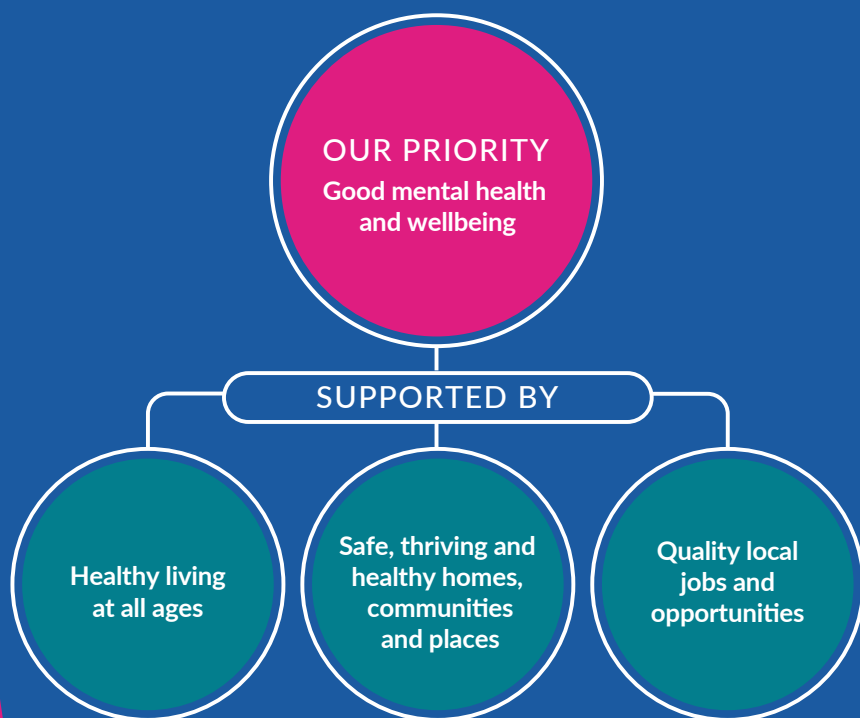 OUR PRIORITY
Good mental health
and wellbeing
SUPPORTED BY
Healthy living
at all ages
Safe, thriving and
healthy homes,
communities
and places
Quality local
jobs and
opportunities